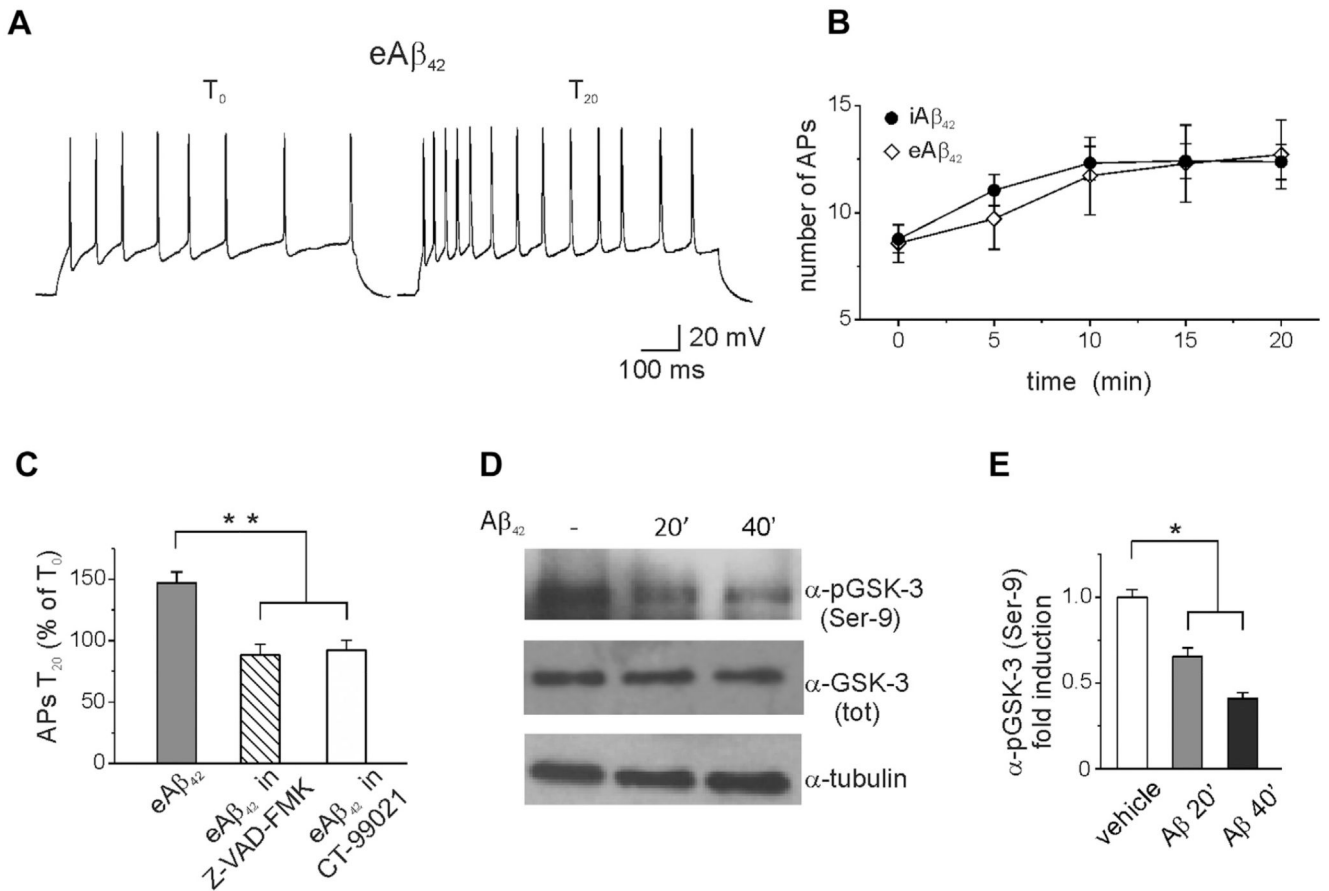 A
eAβ₄₂
T₀
T₂₀
20 mV
100 ms
B
number of APs
15
10
5
iAβ₄₂
eAβ₄₂
0 5 10 15 20
time (min)
C
APs T₂₀ (% of T₀)
150
100
50
0
* *
eAβ₄₂
eAβ₄₂ in
Z-VAD-FMK
eAβ₄₂ in
CT-99021
D
Aβ₄₂ - 20' 40'
α-pGSK-3
(Ser-9)
α-GSK-3
(tot)
α-tubulin
E
α-pGSK-3 (Ser-9)
fold induction
1.0
0.5
0
*
vehicle
Aβ 20'
Aβ 40'